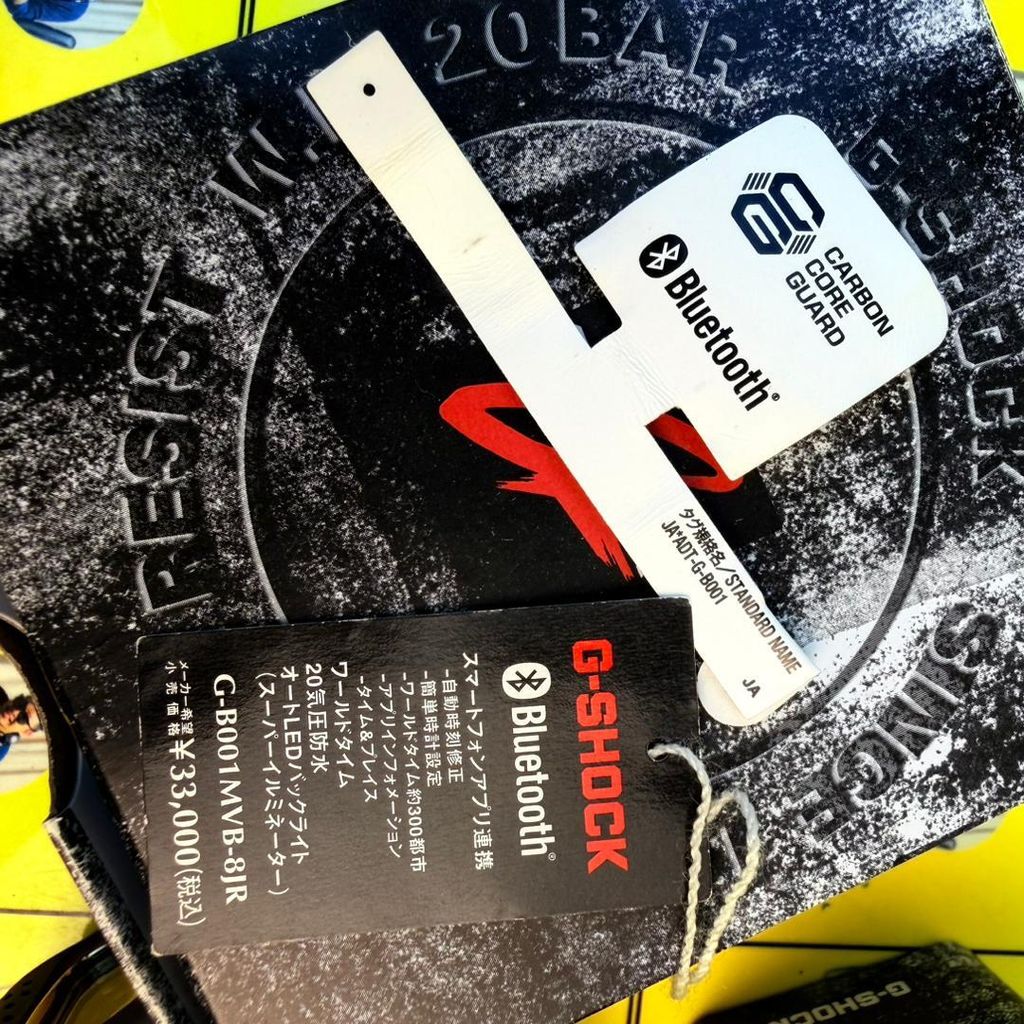 20 BAR
G-SHOCK
SINCE
RESIST
W.
CARBON
CORE
GUARD
Bluetooth®
タグ規格名/STANDARD NAME
JA*ADT-G-B001
JA
G-SHOCK
Bluetooth®
スマートフォンアプリ連携
-自動時刻修正
-簡単時計設定
-ワールドタイム約300都市
-アプリインフォメーション
-タイム&プレイス
ワールドタイム
20気圧防水
オートLEDバックライト
(スーパーイルミネーター)
G-B001MVB-8JR
メーカー希望
小売価格 ¥33,000(税込)
G-SHOCK